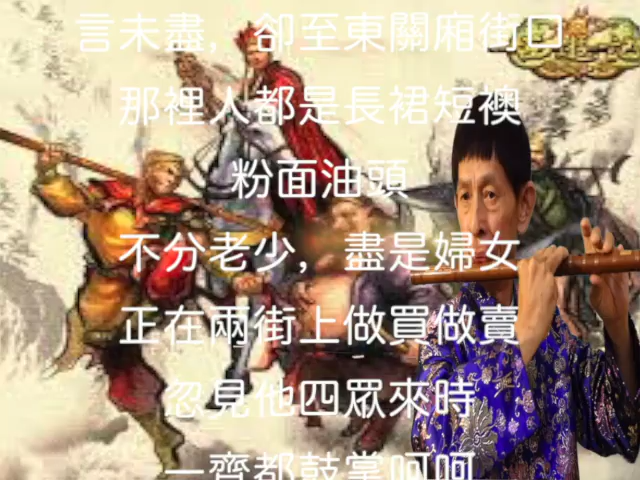 言未盡，卻至東關廂街口
那裡人都是長裙短襖
粉面油頭
不分老少，盡是婦女
正在兩街上做買做賣
忽見他四眾來時
一齊都鼓掌呵呵